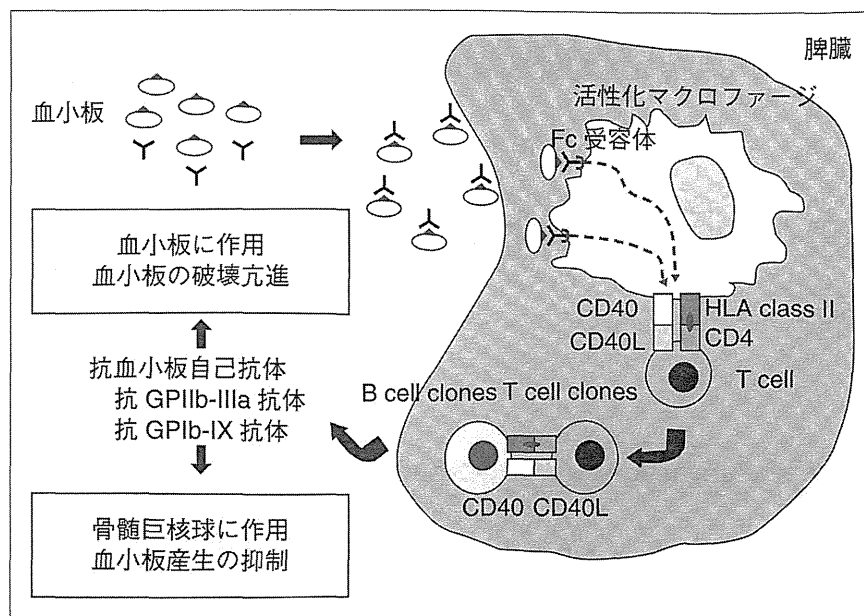 脾臓
活性化マクロファージ
血小板
Fc 受容体
血小板に作用
血小板の破壊亢進
CD40 HLA class II
CD40L CD4
T cell
抗血小板自己抗体
抗 GPIIb-IIIa 抗体
抗 GPIb-IX 抗体
B cell clones T cell clones
CD40 CD40L
骨髄巨核球に作用
血小板産生の抑制